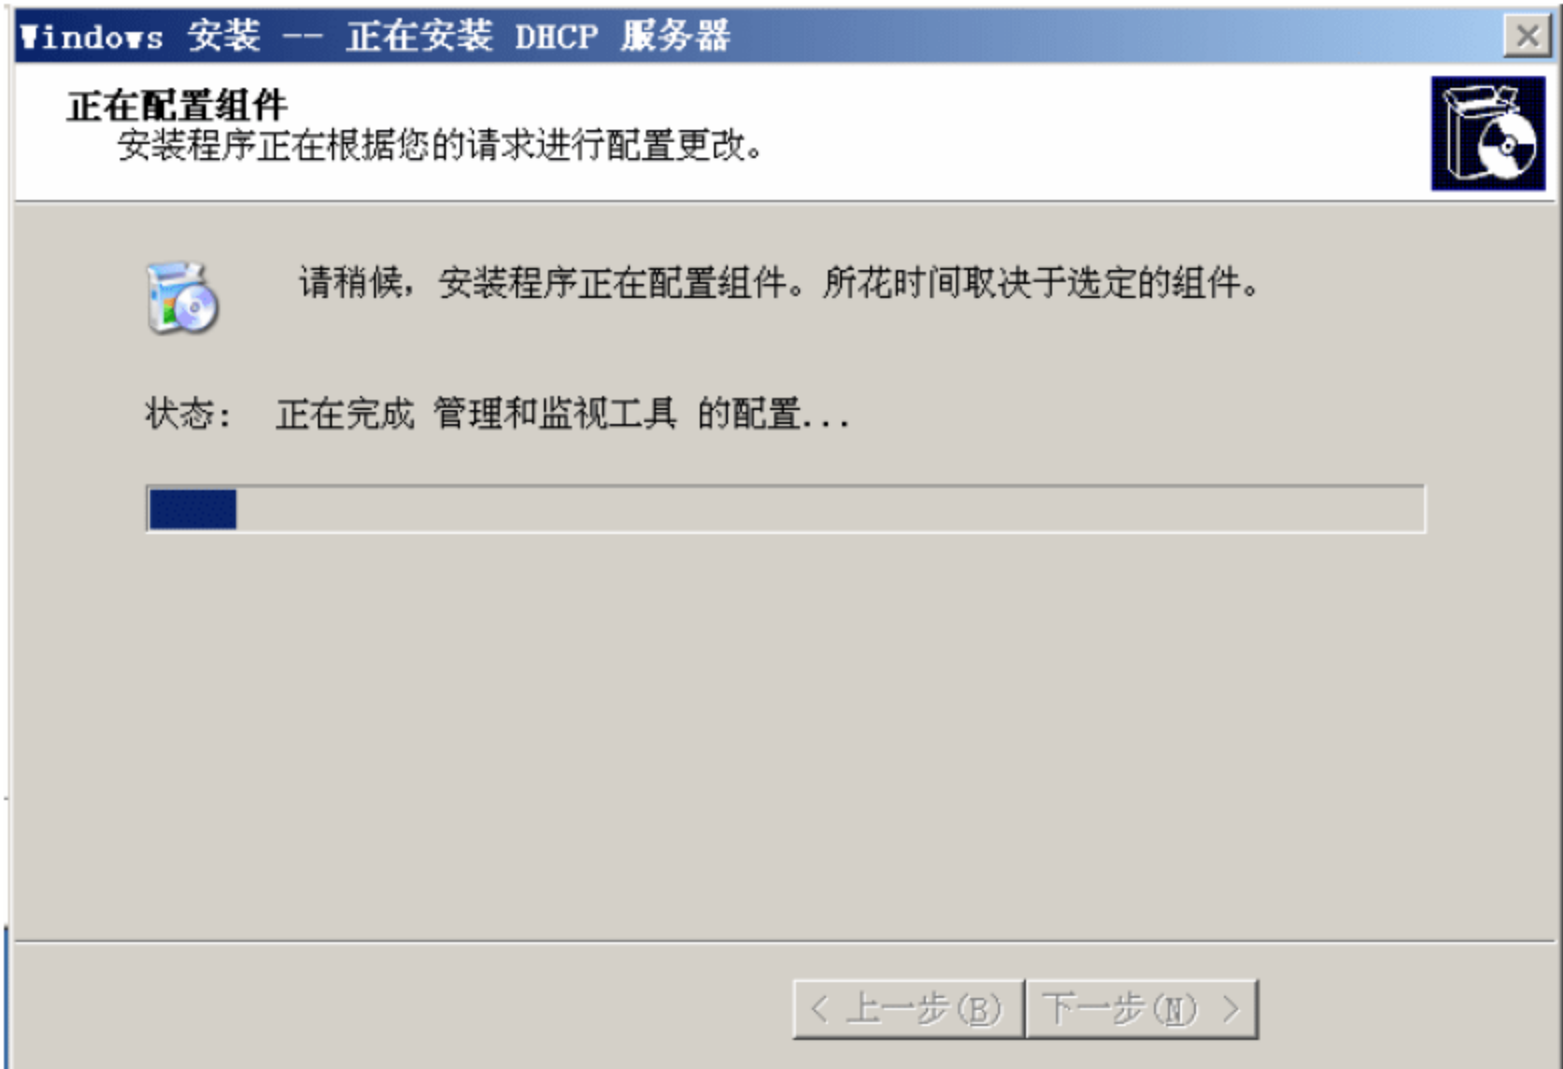 Windows 安装 -- 正在安装 DHCP 服务器
正在配置组件
安装程序正在根据您的请求进行配置更改。
请稍候，安装程序正在配置组件。所花时间取决于选定的组件。
状态： 正在完成 管理和监视工具 的配置...
< 上一步(B) 下一步(N) >